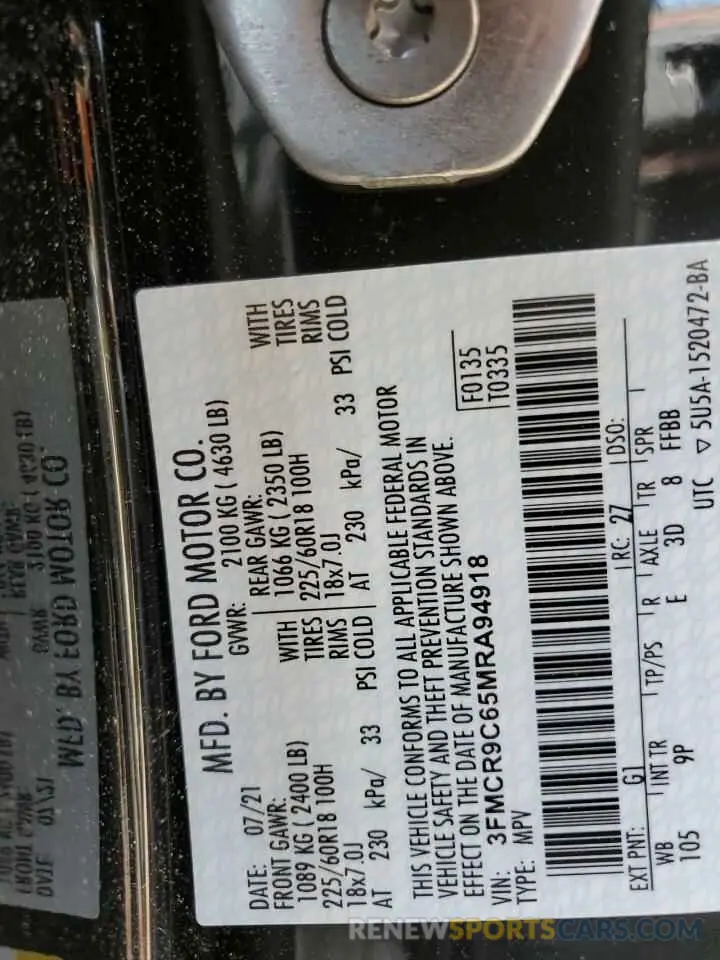 MFD. BY FORD MOTOR CO.
DATE: 07/21 GVWR: 2100 KG ( 4630 LB)
FRONT GAWR: REAR GAWR:
1089 KG ( 2400 LB) WITH 1066 KG ( 2350 LB) WITH
225/60R18 100H TIRES 225/60R18 100H TIRES
18x7.0J RIMS 18x7.0J RIMS
AT 230 kPa/ 33 PSI COLD AT 230 kPa/ 33 PSI COLD
THIS VEHICLE CONFORMS TO ALL APPLICABLE FEDERAL MOTOR
VEHICLE SAFETY AND THEFT PREVENTION STANDARDS IN
EFFECT ON THE DATE OF MANUFACTURE SHOWN ABOVE.
VIN: 3FMCR9C65MRA94918 F0135
TYPE: MPV T0335
EXT PNT: G1 RC: 27 DSO:
WB INT TR TP/PS R AXLE TR SPR
105 9P E 3D 8 FFBB
UTC ▽ 5U5A-1520472-BA
RENEWSPORTSCARS.COM